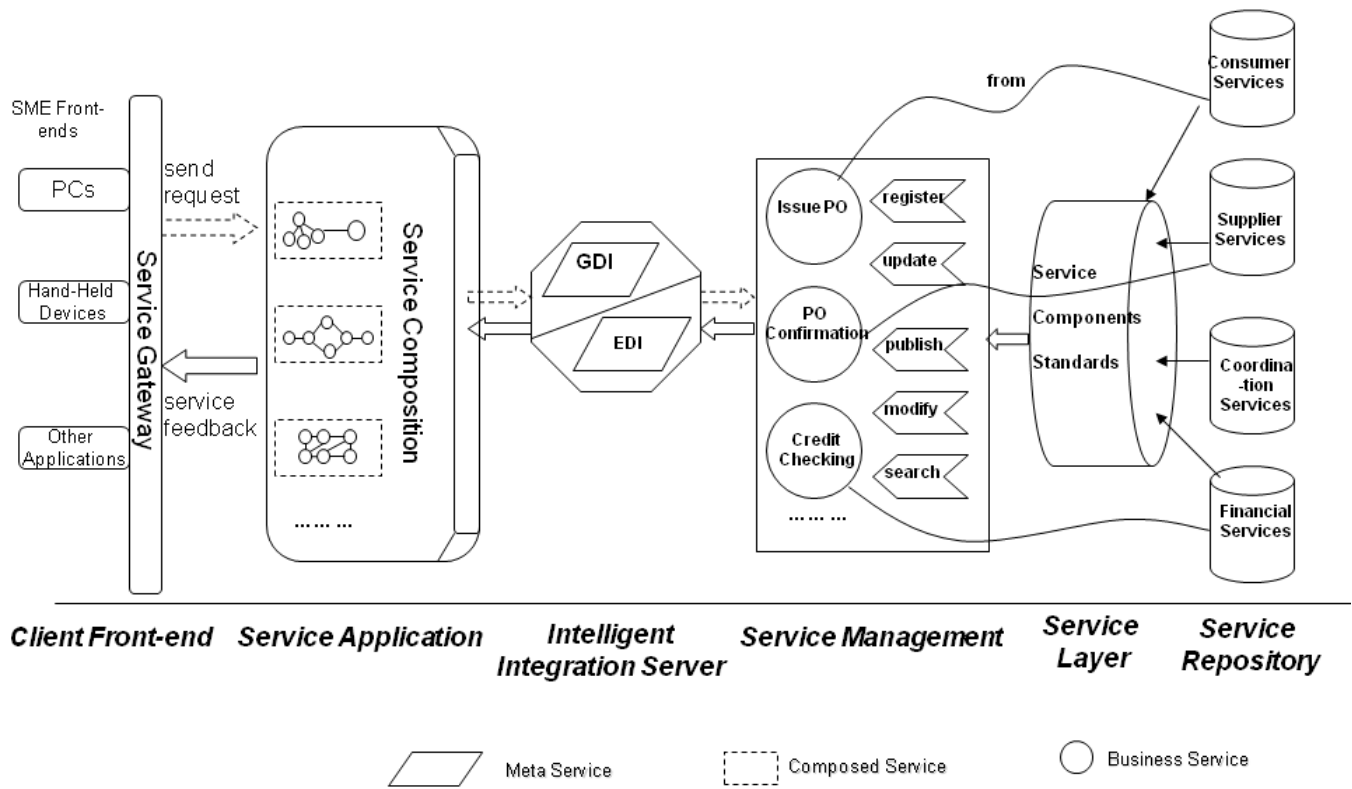 SME Front-
ends
PCs
Hand-Held
Devices
Other
Applications
Service Gateway
send
request
service
feedback
Service Composition
... ... ...
GDI
EDI
Issue PO
PO
Confirmation
Credit
Checking
... ... ...
register
update
publish
modify
search
from
Service
Components
Standards
Consumer
Services
Supplier
Services
Coordina
-tion
Services
Financial
Services
Client Front-end
Service Application
Intelligent
Integration Server
Service Management
Service
Layer
Service
Repository
Meta Service
Composed Service
Business Service